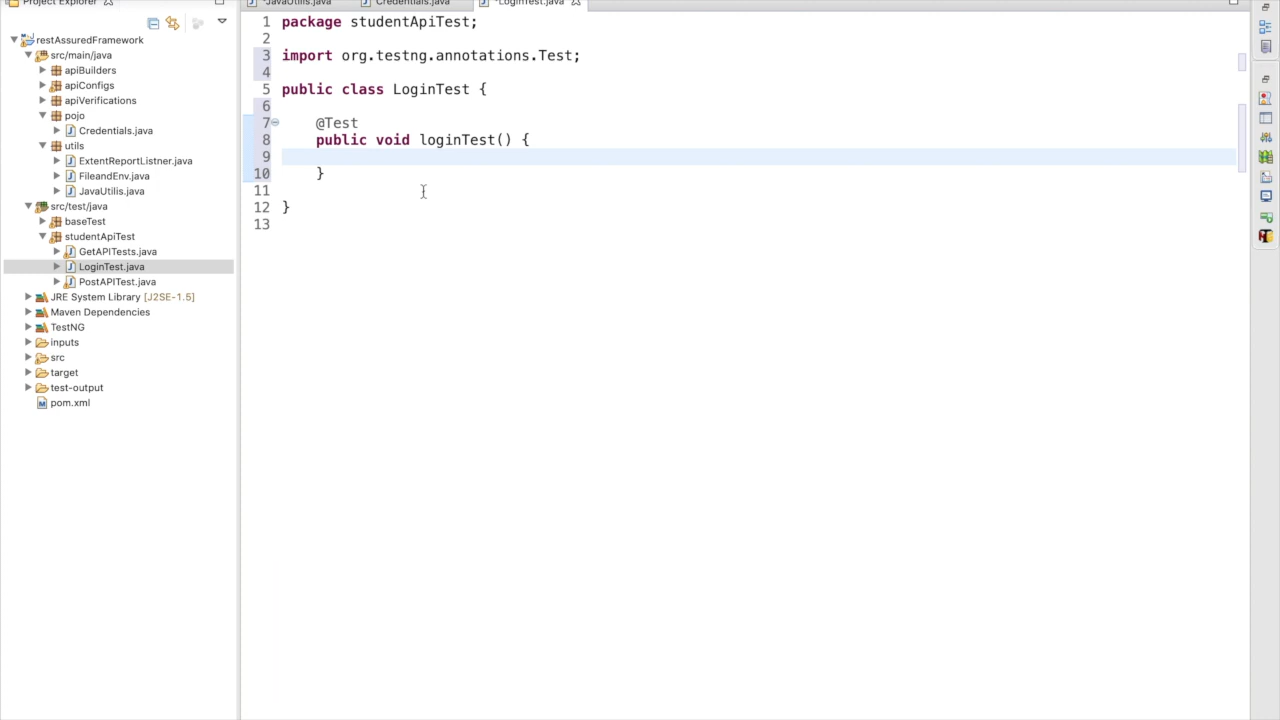 Project Explorer
*JavaUtilis.java
Credentials.java
*LoginTest.java
restAssuredFramework
src/main/java
apiBuilders
apiConfigs
apiVerifications
pojo
Credentials.java
utils
ExtentReportListner.java
FileandEnv.java
JavaUtilis.java
src/test/java
baseTest
studentApiTest
GetAPITests.java
LoginTest.java
PostAPITest.java
JRE System Library [J2SE-1.5]
Maven Dependencies
TestNG
inputs
src
target
test-output
pom.xml
1 package studentApiTest;
2
3 import org.testng.annotations.Test;
4
5 public class LoginTest {
6
7 @Test
8 public void loginTest() {
9
10 }
11
12 }
13